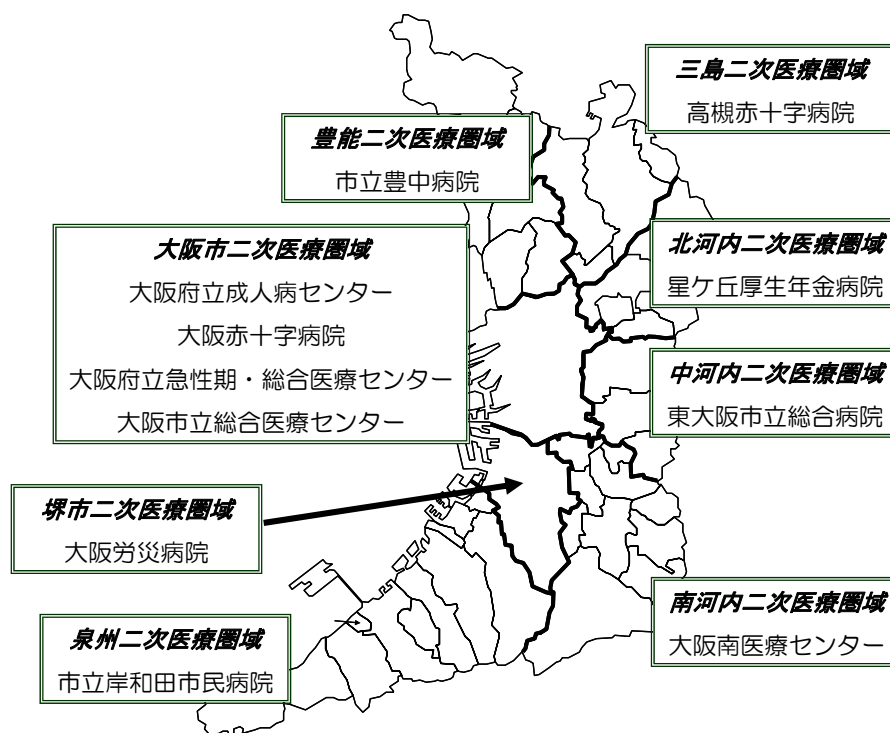 三島二次医療圏域
高槻赤十字病院
豊能二次医療圏域
市立豊中病院
大阪市二次医療圏域
大阪府立成人病センター
大阪赤十字病院
大阪府立急性期・総合医療センター
大阪市立総合医療センター
北河内二次医療圏域
星ケ丘厚生年金病院
中河内二次医療圏域
東大阪市立総合病院
堺市二次医療圏域
大阪労災病院
南河内二次医療圏域
大阪南医療センター
泉州二次医療圏域
市立岸和田市民病院